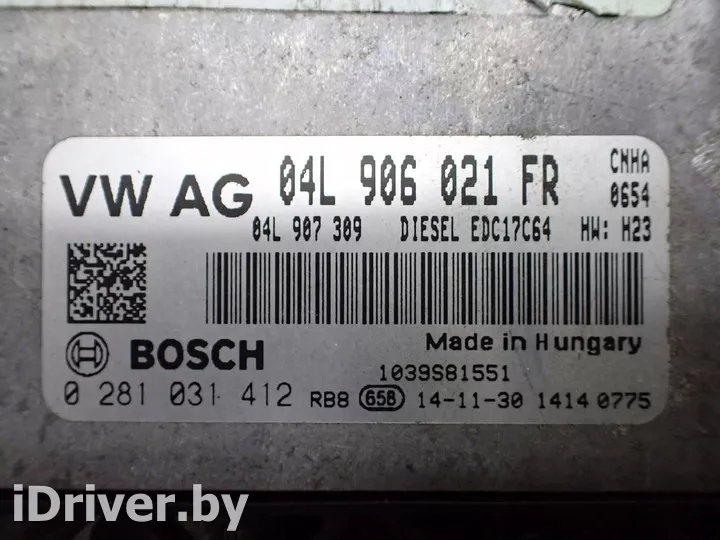 VW AG 04L 906 021 FR CNHA
0654
04L 907 309 DIESEL EDC17C64 HW: H23
BOSCH Made in Hungary
1039S81551
0 281 031 412 RB8 658 14-11-30 1414 0775
iDriver.by